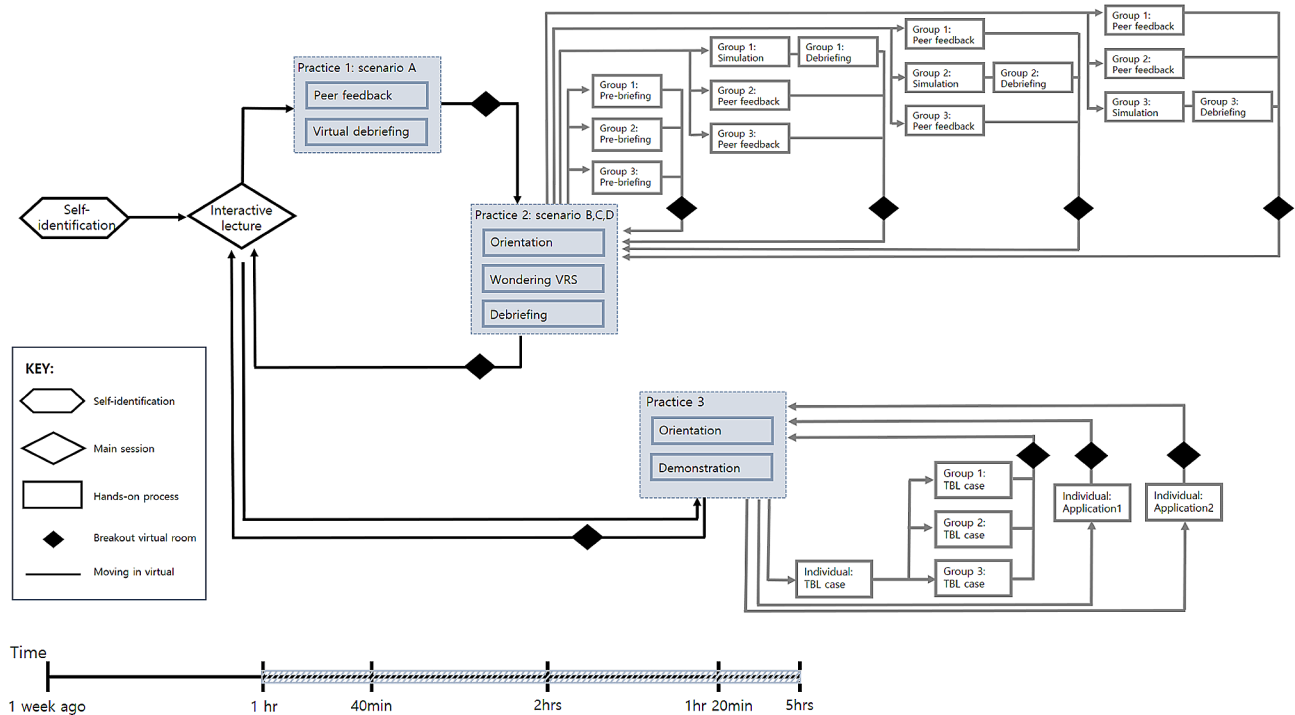 Group 1:
Peer feedback
Group 2:
Peer feedback
Group 3:
Simulation
Group 3:
Debriefing
Group 1:
Peer feedback
Group 2:
Simulation
Group 2:
Debriefing
Group 3:
Peer feedback
Group 1:
Simulation
Group 1:
Debriefing
Group 2:
Peer feedback
Group 3:
Peer feedback
Group 1:
Pre-briefing
Group 2:
Pre-briefing
Group 3:
Pre-briefing
Practice 1: scenario A
Peer feedback
Virtual debriefing
Self-
identification
Interactive
lecture
Practice 2: scenario B,C,D
Orientation
Wondering VRS
Debriefing
KEY:
Self-identification
Main session
Hands-on process
Breakout virtual room
Moving in virtual
Practice 3
Orientation
Demonstration
Individual:
TBL case
Group 1:
TBL case
Group 2:
TBL case
Group 3:
TBL case
Individual:
Application1
Individual:
Application2
Time
1 week ago
1 hr
40min
2hrs
1hr 20min
5hrs